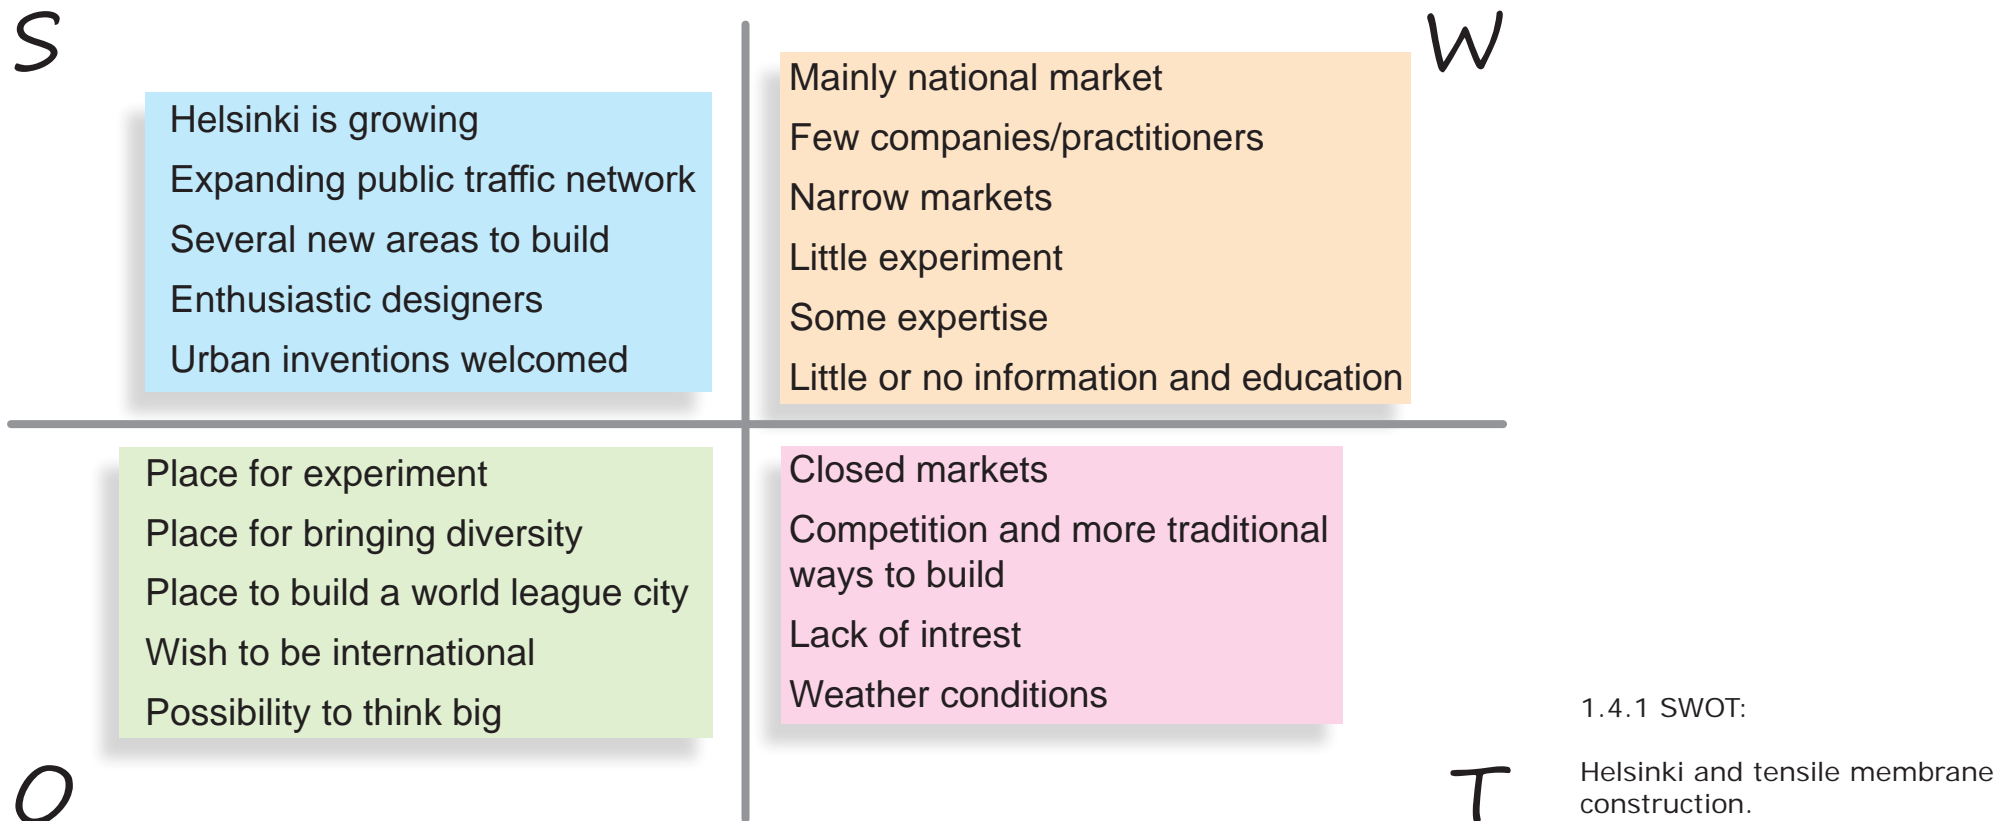 S
Helsinki is growing
Expanding public traffic network
Several new areas to build
Enthusiastic designers
Urban inventions welcomed
W
Mainly national market
Few companies/practitioners
Narrow markets
Little experiment
Some expertise
Little or no information and education
O
Place for experiment
Place for bringing diversity
Place to build a world league city
Wish to be international
Possibility to think big
T
Closed markets
Competition and more traditional
ways to build
Lack of intrest
Weather conditions
1.4.1 SWOT:
Helsinki and tensile membrane
construction.